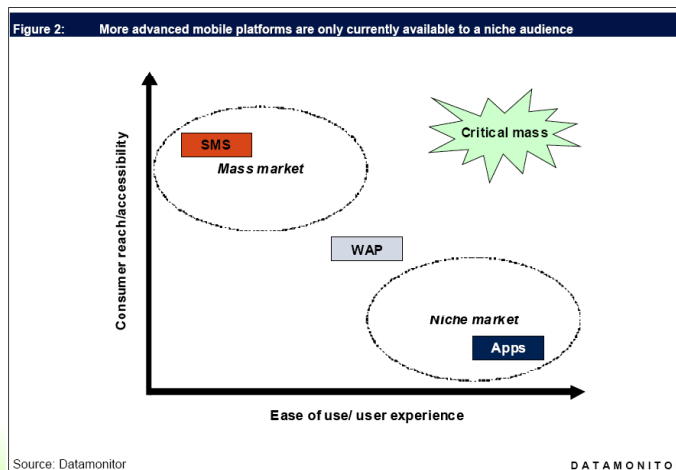 Figure 2: More advanced mobile platforms are only currently available to a niche audience
Consumer reach/accessibility
SMS
Mass market
Critical mass
WAP
Niche market
Apps
Ease of use/ user experience
Source: Datamonitor
DATAMONITO